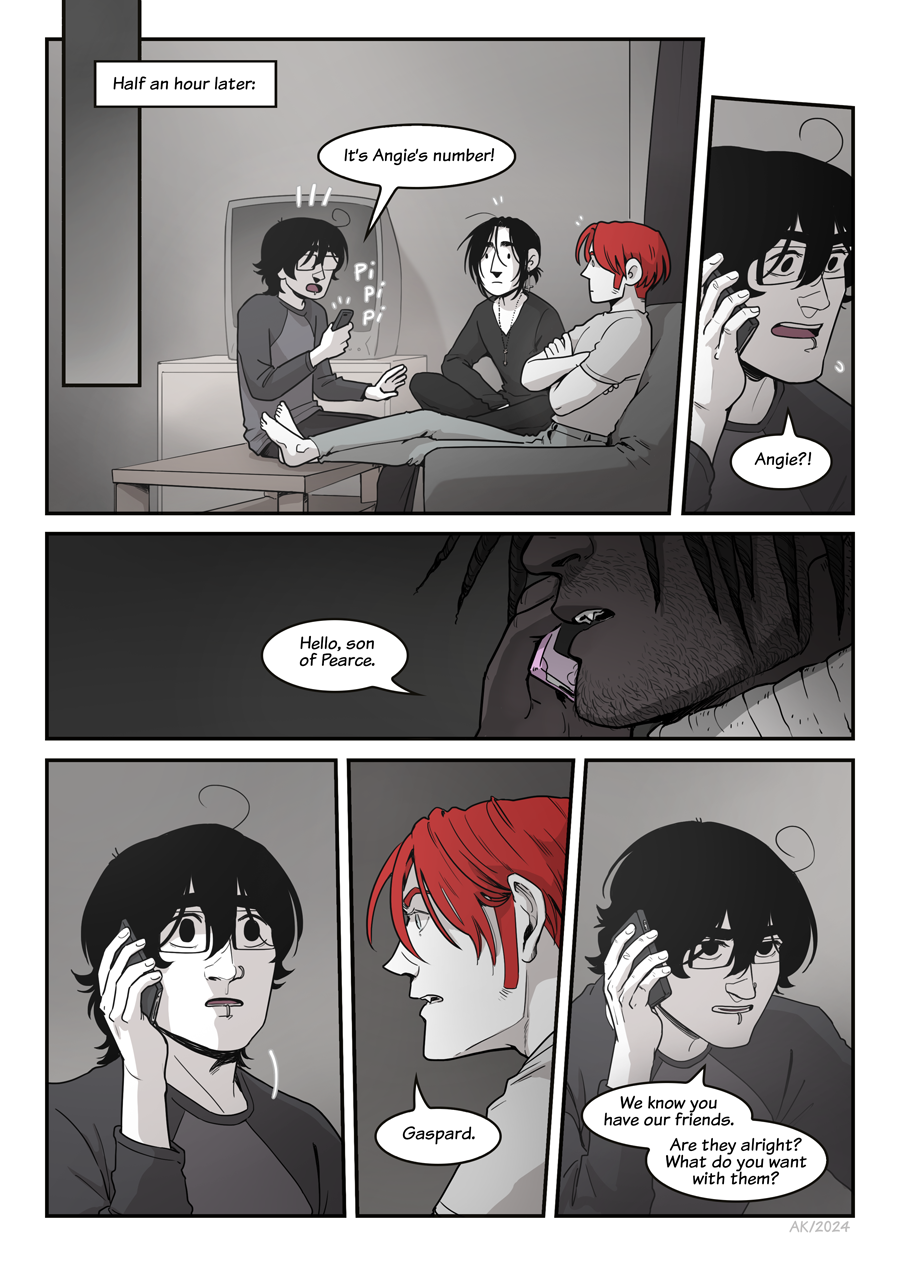 Half an hour later:
It's Angie's number!
Pi
Pi
Pi
Angie?!
Hello, son
of Pearce.
Gaspard.
We know you
have our friends.
Are they alright?
What do you want
with them?
AK/2024